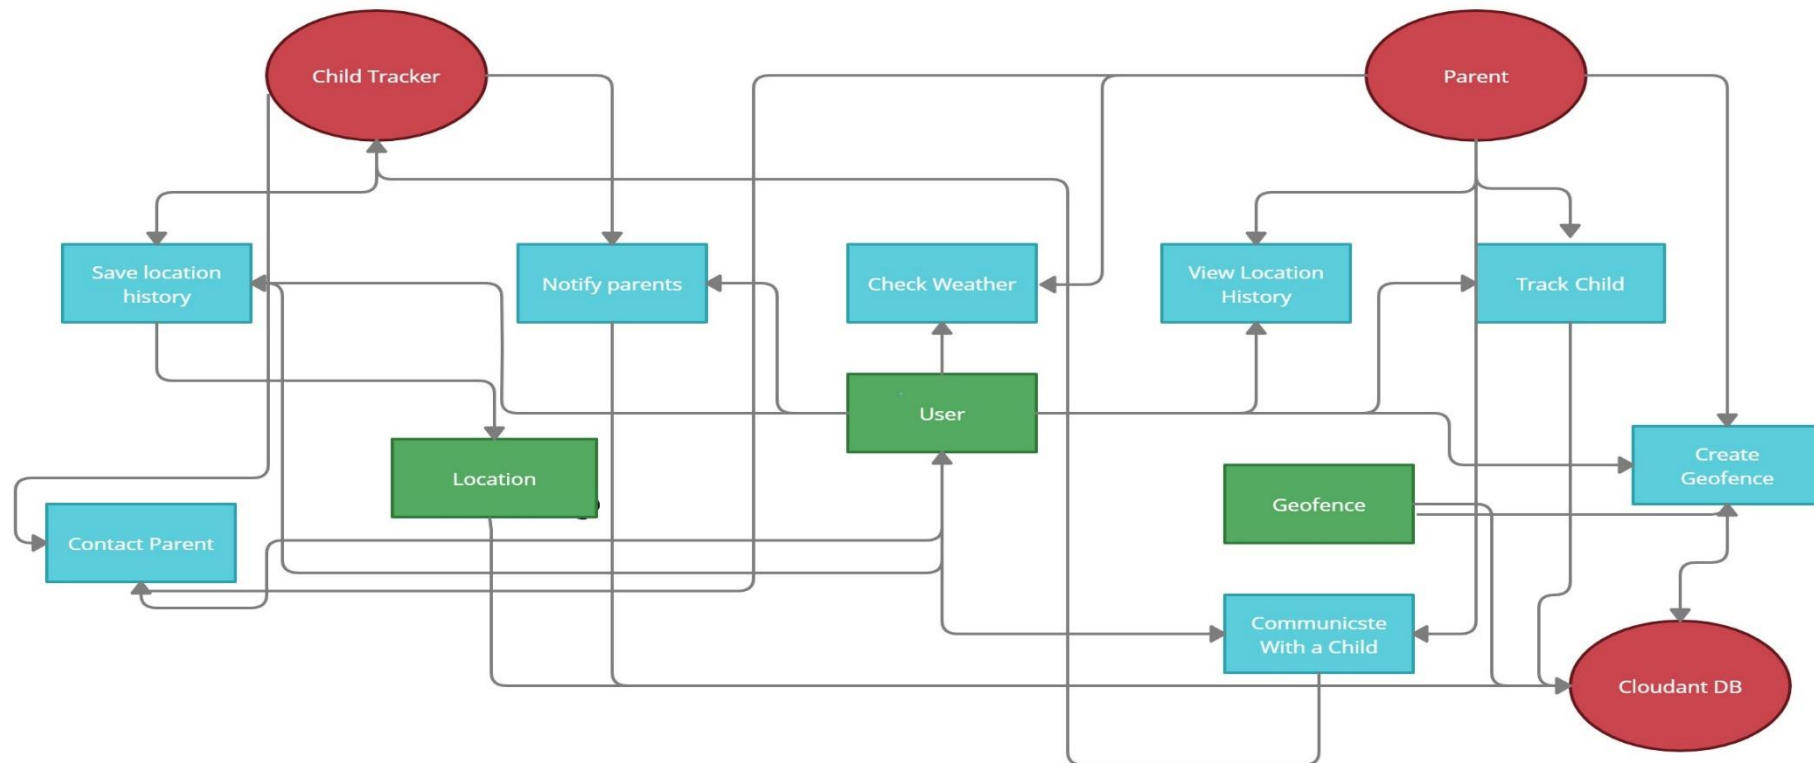 Child Tracker
Parent
Save location
history
Notify parents
Check Weather
View Location
History
Track Child
User
Location
Geofence
Create
Geofence
Contact Parent
Communicste
With a Child
Cloudant DB